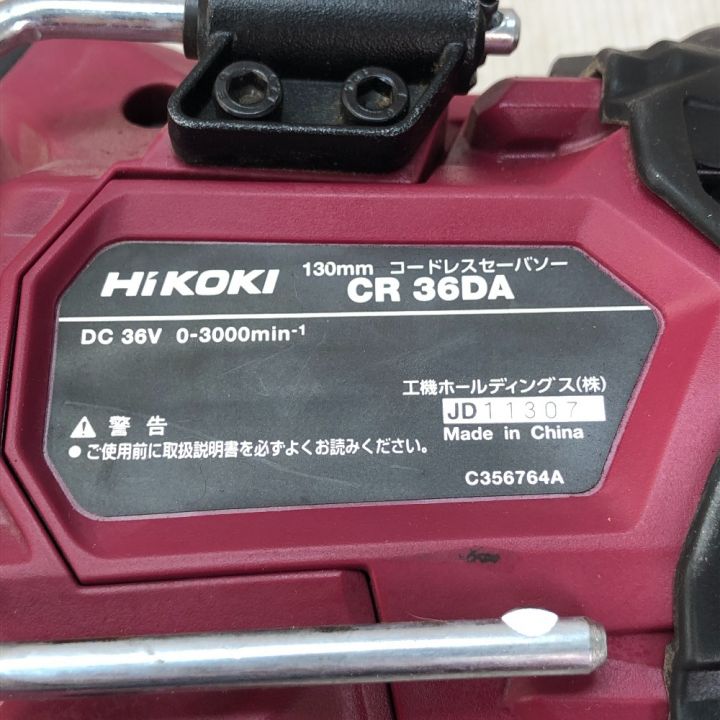 130mm コードレスセーバソー
HiKOKI CR 36DA
DC 36V 0-3000min-1
工機ホールディングス(株)
JD 11307
Made in China
警告
●ご使用前に取扱説明書を必ずよくお読みください。
C356764A